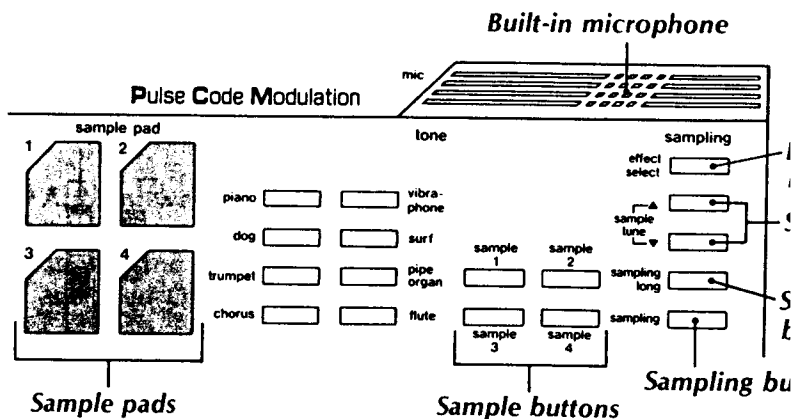 Built-in microphone
mic
Pulse Code Modulation
sample pad
tone
sampling
1
2
effect
select
piano
vibra-
phone
sample
tune
dog
surf
3
4
sample
1
sample
2
trumpet
pipe
organ
sampling
long
chorus
flute
sample
3
sample
4
sampling
Sample pads
Sample buttons
Sampling